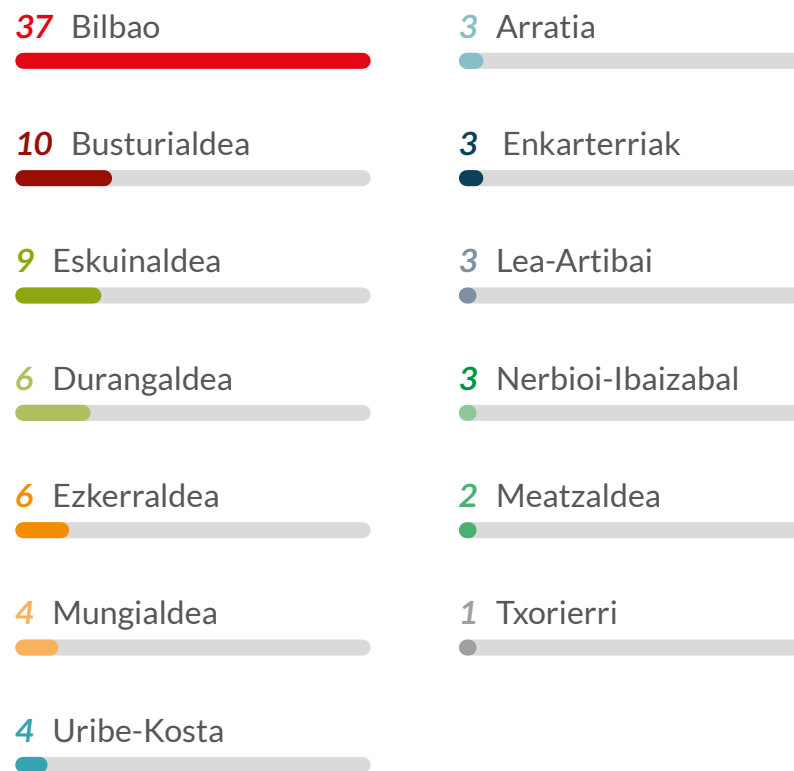 37 Bilbao
10 Busturialdea
9 Eskuinaldea
6 Durangaldea
6 Ezkerraldea
4 Mungialdea
4 Uribe-Kosta
3 Arratia
3 Enkarterriak
3 Lea-Artibai
3 Nerbioi-Ibaizabal
2 Meatzaldea
1 Txorierri